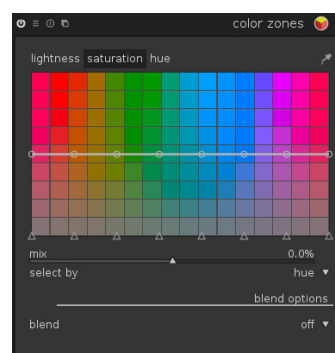 color zones
lightness saturation hue
mix 0.0%
select by hue
blend options
blend off